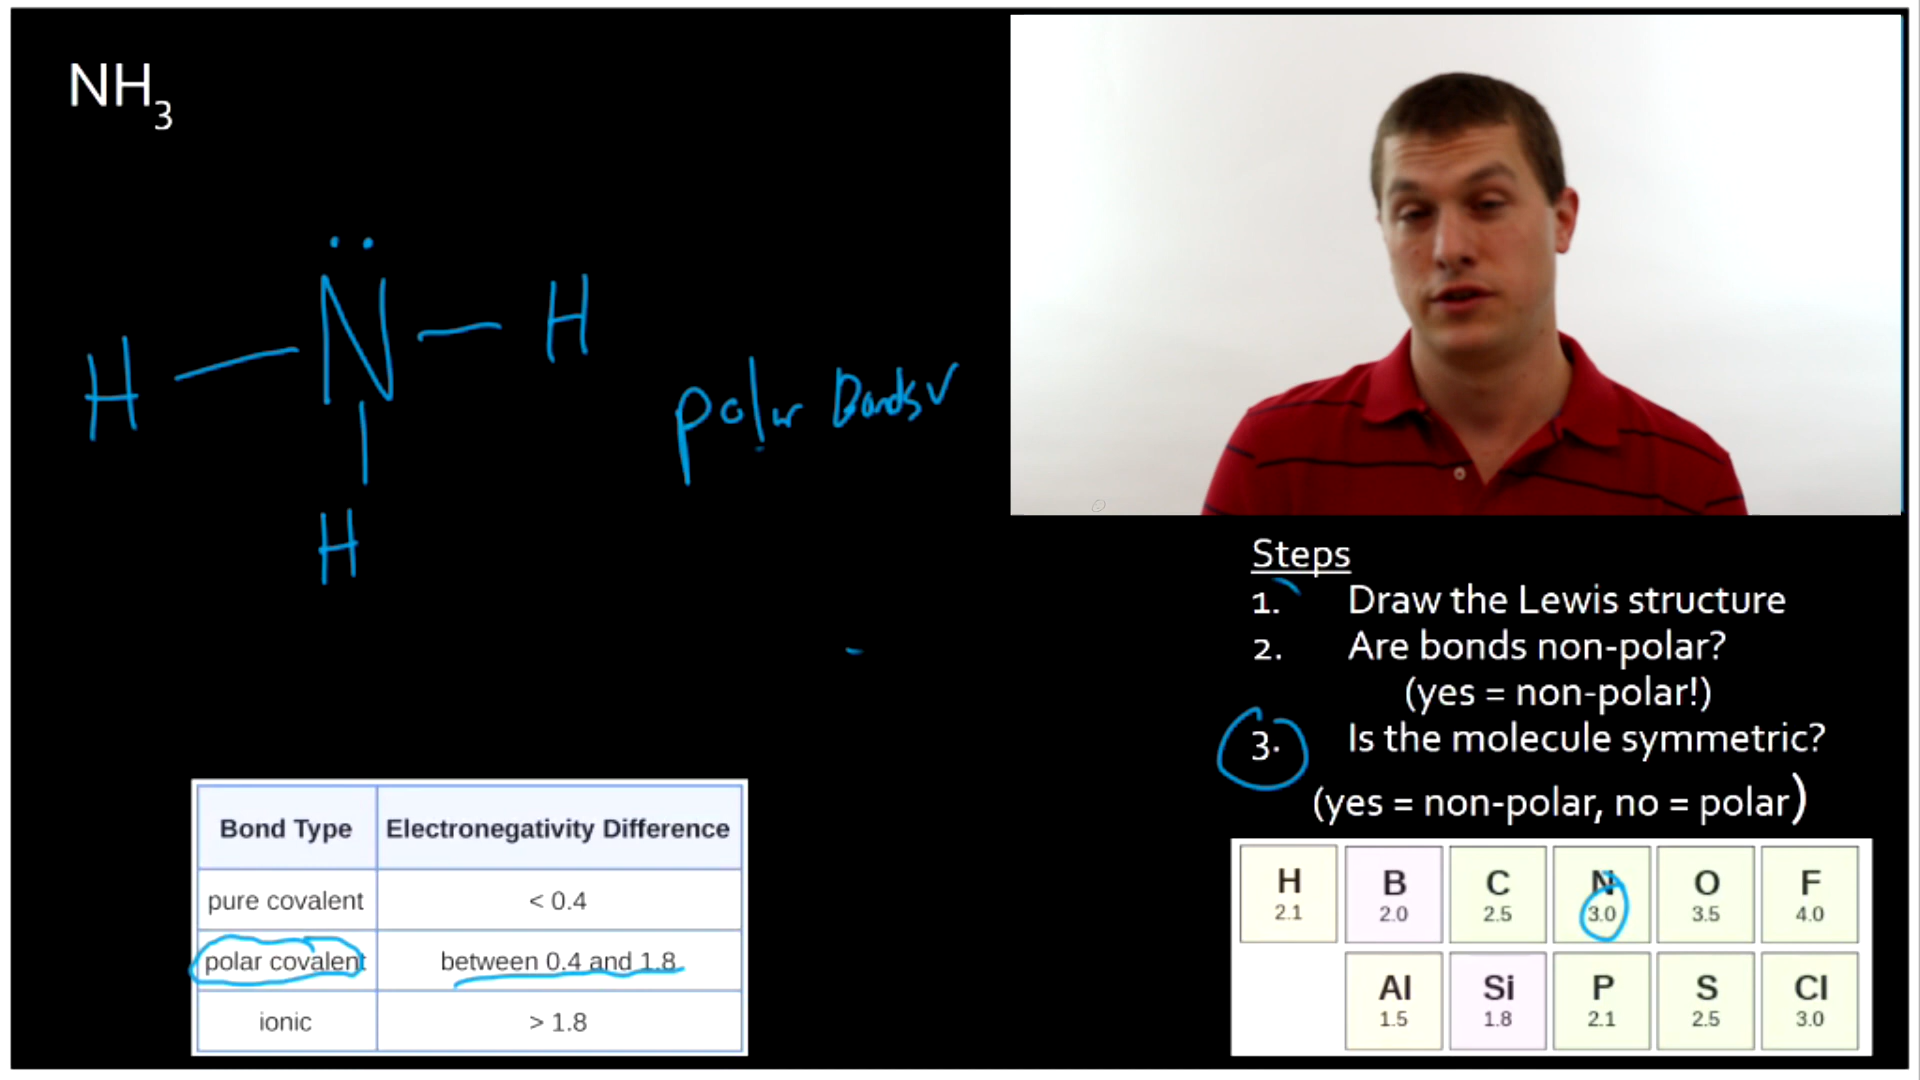 NH3
N
H
H
H
polar Bonds
Steps
1. Draw the Lewis structure
2. Are bonds non-polar?
(yes = non-polar!)
3. Is the molecule symmetric?
(yes = non-polar, no = polar)
Bond Type Electronegativity Difference
pure covalent < 0.4
polar covalent between 0.4 and 1.8
ionic > 1.8
H B C N O F
2.1 2.0 2.5 3.0 3.5 4.0
Al Si P S Cl
1.5 1.8 2.1 2.5 3.0